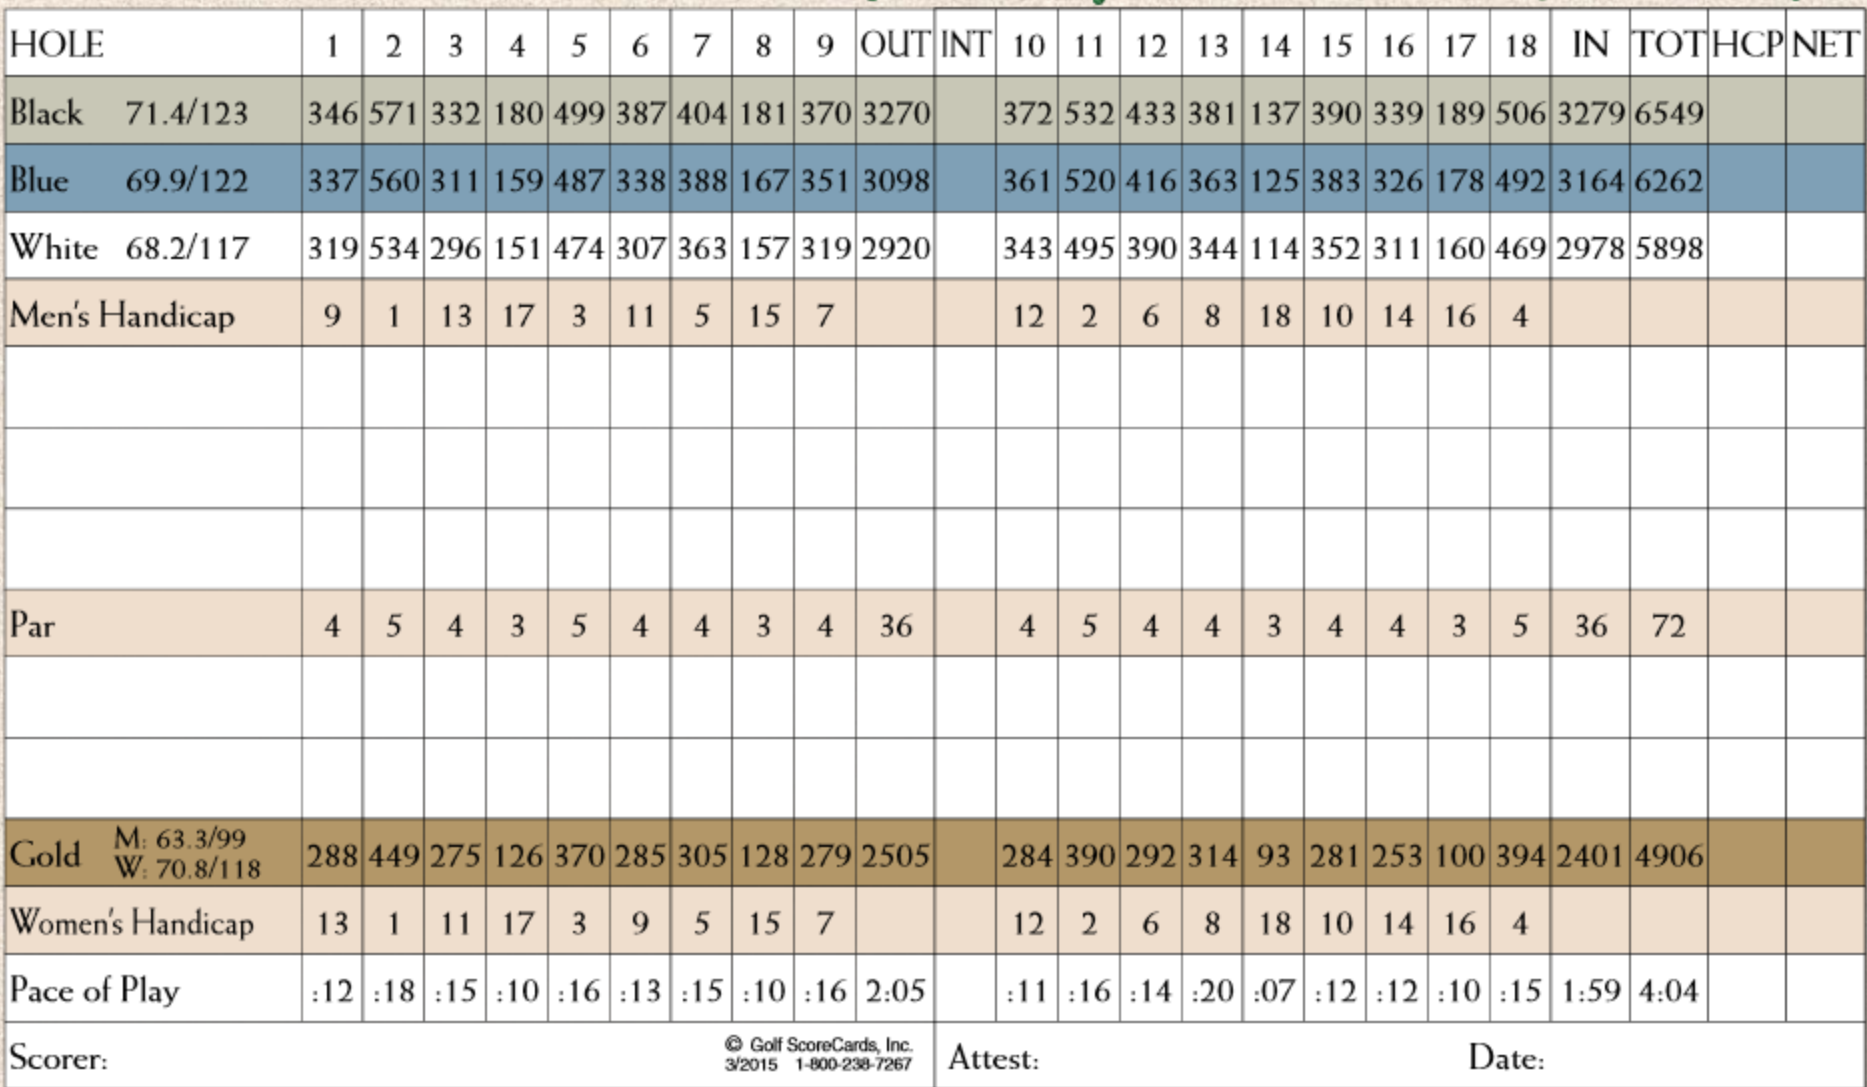 HOLE 1 2 3 4 5 6 7 8 9 OUT INT 10 11 12 13 14 15 16 17 18 IN TOT HCP NET
Black 71.4/123 346 571 332 180 499 387 404 181 370 3270 372 532 433 381 137 390 339 189 506 3279 6549
Blue 69.9/122 337 560 311 159 487 338 388 167 351 3098 361 520 416 363 125 383 326 178 492 3164 6262
White 68.2/117 319 534 296 151 474 307 363 157 319 2920 343 495 390 344 114 352 311 160 469 2978 5898
Men's Handicap 9 1 13 17 3 11 5 15 7 12 2 6 8 18 10 14 16 4
Par 4 5 4 3 5 4 4 3 4 36 4 5 4 4 3 4 4 3 5 36 72
Gold M: 63.3/99 W: 70.8/118 288 449 275 126 370 285 305 128 279 2505 284 390 292 314 93 281 253 100 394 2401 4906
Women's Handicap 13 1 11 17 3 9 5 15 7 12 2 6 8 18 10 14 16 4
Pace of Play :12 :18 :15 :10 :16 :13 :15 :10 :16 2:05 :11 :16 :14 :20 :07 :12 :12 :10 :15 1:59 4:04
Scorer: © Golf ScoreCards, Inc. 3/2015 1-800-238-7267 Attest: Date: